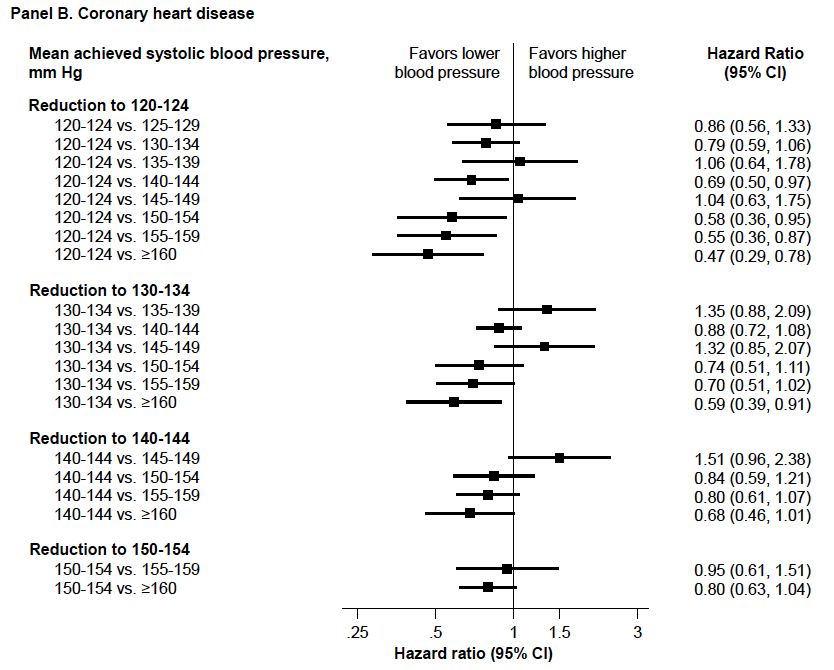 Panel B. Coronary heart disease
Mean achieved systolic blood pressure, mm Hg
Favors lower blood pressure
Favors higher blood pressure
Hazard Ratio (95% CI)
Reduction to 120-124
120-124 vs. 125-129 0.86 (0.56, 1.33)
120-124 vs. 130-134 0.79 (0.59, 1.06)
120-124 vs. 135-139 1.06 (0.64, 1.78)
120-124 vs. 140-144 0.69 (0.50, 0.97)
120-124 vs. 145-149 1.04 (0.63, 1.75)
120-124 vs. 150-154 0.58 (0.36, 0.95)
120-124 vs. 155-159 0.55 (0.36, 0.87)
120-124 vs. ≥160 0.47 (0.29, 0.78)
Reduction to 130-134
130-134 vs. 135-139 1.35 (0.88, 2.09)
130-134 vs. 140-144 0.88 (0.72, 1.08)
130-134 vs. 145-149 1.32 (0.85, 2.07)
130-134 vs. 150-154 0.74 (0.51, 1.11)
130-134 vs. 155-159 0.70 (0.51, 1.02)
130-134 vs. ≥160 0.59 (0.39, 0.91)
Reduction to 140-144
140-144 vs. 145-149 1.51 (0.96, 2.38)
140-144 vs. 150-154 0.84 (0.59, 1.21)
140-144 vs. 155-159 0.80 (0.61, 1.07)
140-144 vs. ≥160 0.68 (0.46, 1.01)
Reduction to 150-154
150-154 vs. 155-159 0.95 (0.61, 1.51)
150-154 vs. ≥160 0.80 (0.63, 1.04)
.25 .5 1 1.5 3
Hazard ratio (95% CI)